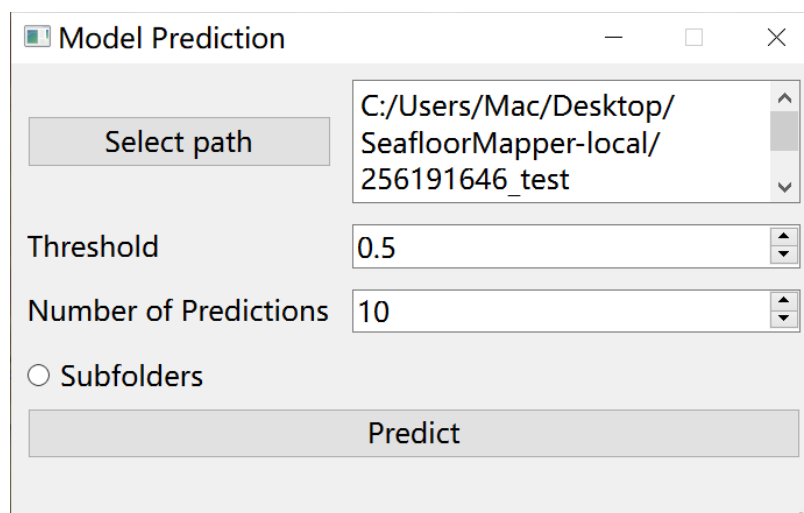 Model Prediction
Select path
C:/Users/Mac/Desktop/
SeafloorMapper-local/
256191646_test
Threshold
0.5
Number of Predictions
10
Subfolders
Predict